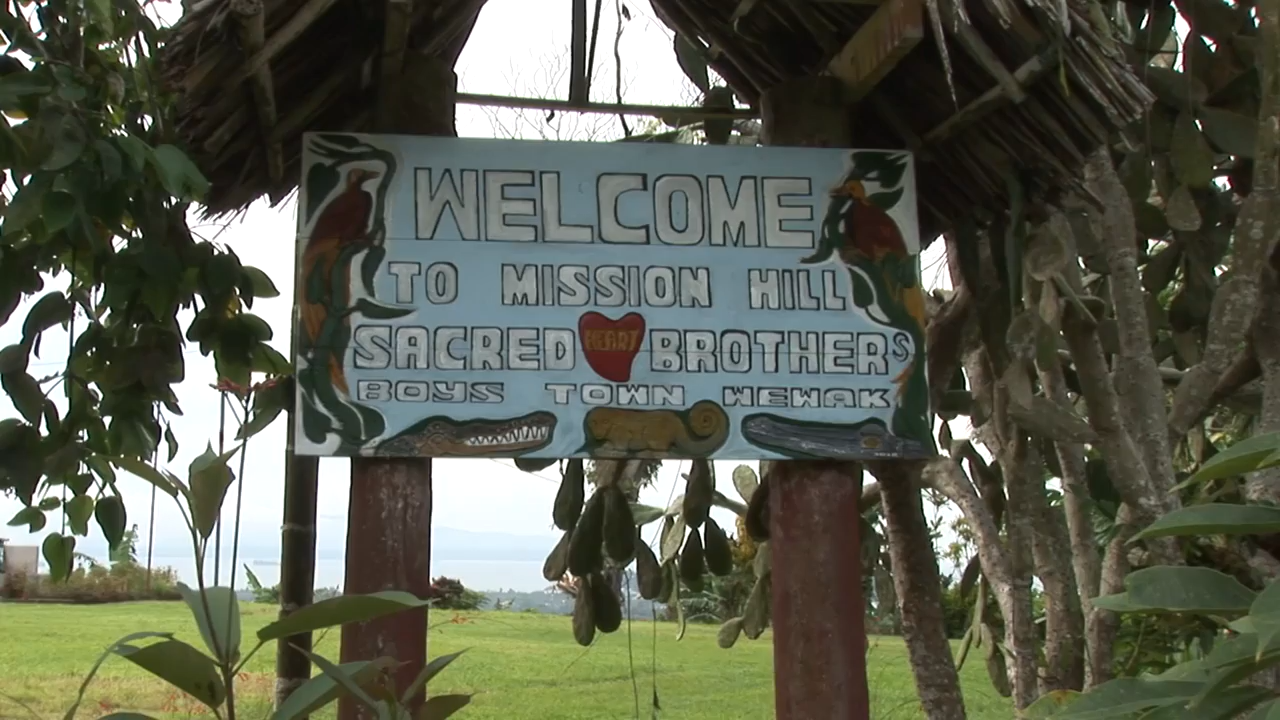 WELCOME
TO MISSION HILL
SACRED HEART BROTHERS
BOYS TOWN WEWAK